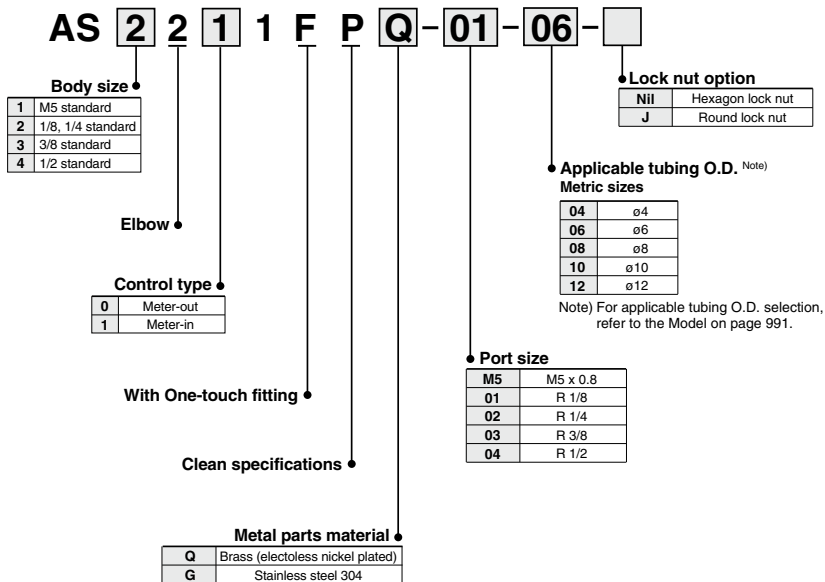 AS 2 2 1 1 F P Q-01-06-
Lock nut option
Nil Hexagon lock nut
J Round lock nut
Body size
1 M5 standard
2 1/8, 1/4 standard
3 3/8 standard
4 1/2 standard
Applicable tubing O.D. Note)
Metric sizes
04 ø4
06 ø6
08 ø8
10 ø10
12 ø12
Note) For applicable tubing O.D. selection,
refer to the Model on page 991.
Elbow
Control type
0 Meter-out
1 Meter-in
Port size
M5 M5 x 0.8
01 R 1/8
02 R 1/4
03 R 3/8
04 R 1/2
With One-touch fitting
Clean specifications
Metal parts material
Q Brass (electoless nickel plated)
G Stainless steel 304